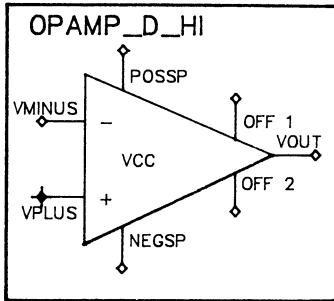 OPAMP_D_HI
POSSP
VMINUS
−
OFF 1
VOUT
VCC
OFF 2
VPLUS
+
NEGSP